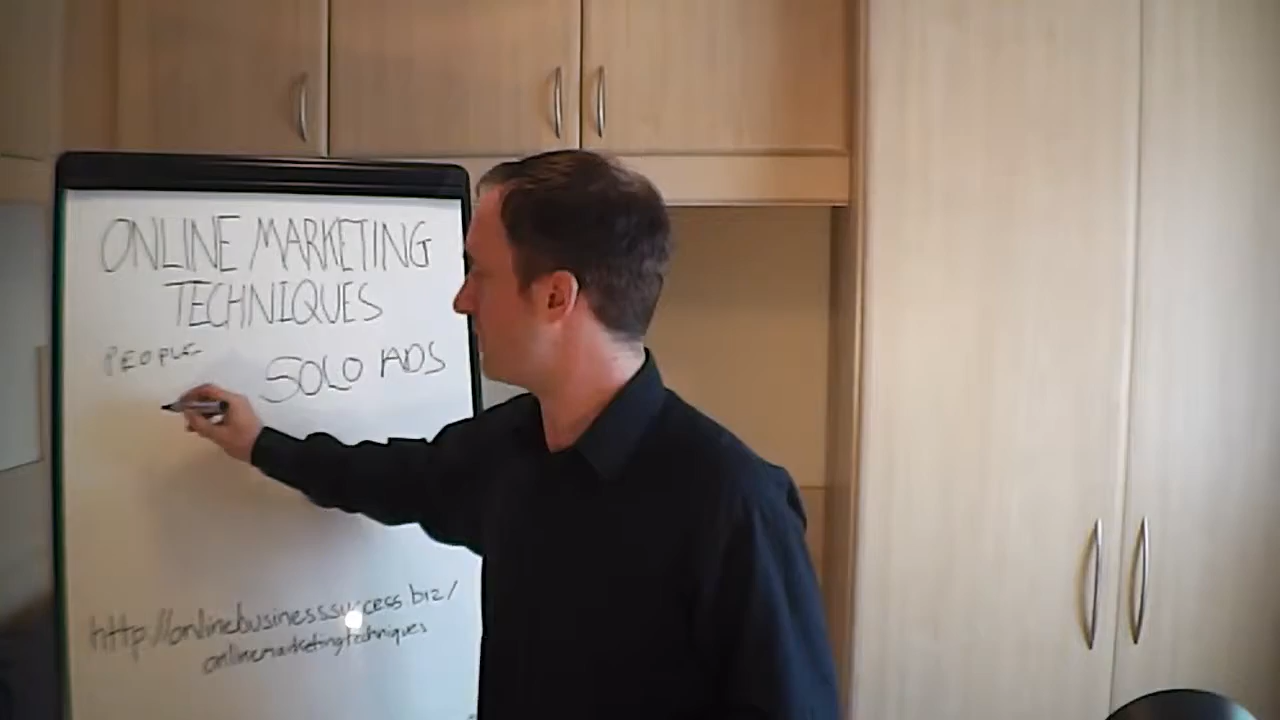 ONLINE MARKETING
TECHNIQUES
PEOPLE
SOLO ADS
http://onlinebusinesssuccess.biz/
onlinemarketingtechniques